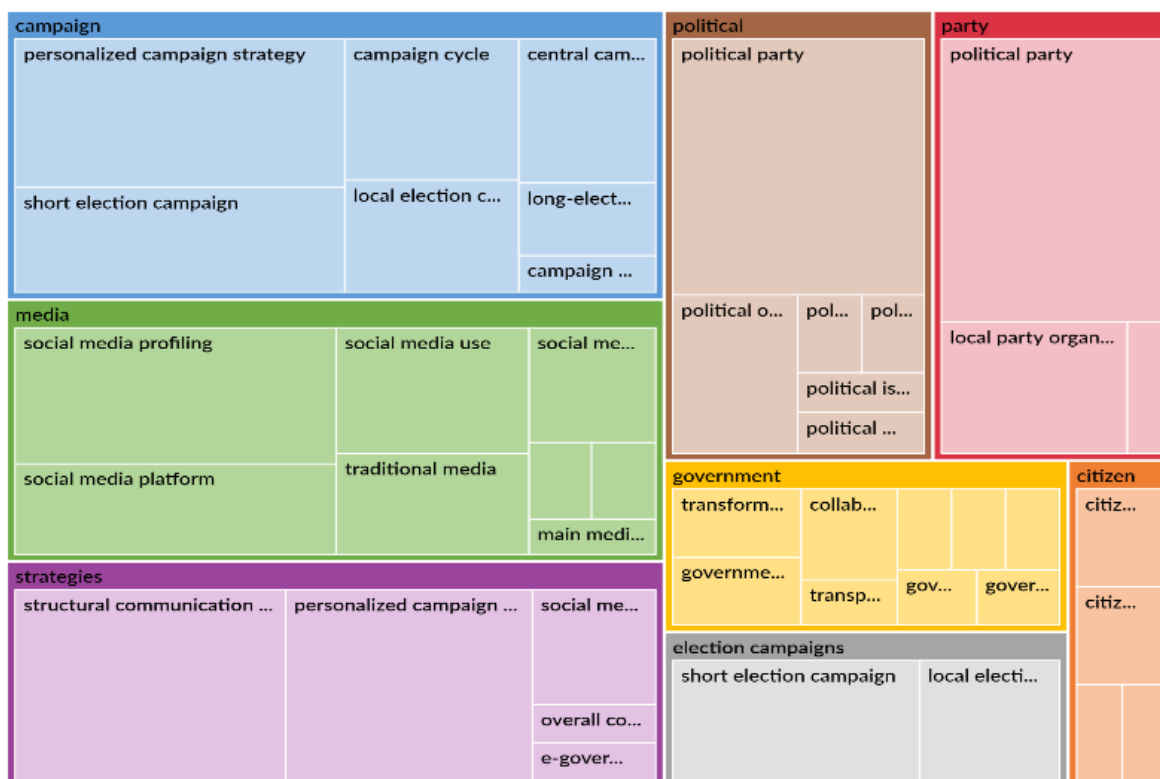 campaign
personalized campaign strategy
campaign cycle
central cam...
short election campaign
local election c...
long-elect...
campaign ...
media
social media profiling
social media use
social me...
social media platform
traditional media
main medi...
strategies
structural communication ...
personalized campaign ...
social me...
overall co...
e-gover...
political
political party
political o...
pol...
pol...
political is...
political ...
party
political party
local party organ...
government
transform...
collab...
governme...
transp...
gov...
gover...
citizen
citiz...
citiz...
election campaigns
short election campaign
local electi...